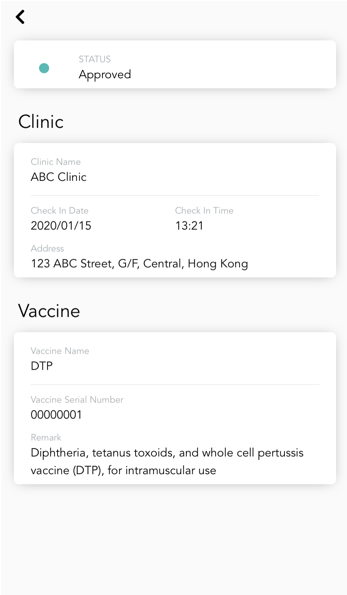 STATUS
Approved
Clinic
Clinic Name
ABC Clinic
Check In Date
Check In Time
2020/01/15
13:21
Address
123 ABC Street, G/F, Central, Hong Kong
Vaccine
Vaccine Name
DTP
Vaccine Serial Number
00000001
Remark
Diphtheria, tetanus toxoids, and whole cell pertussis
vaccine (DTP), for intramuscular use